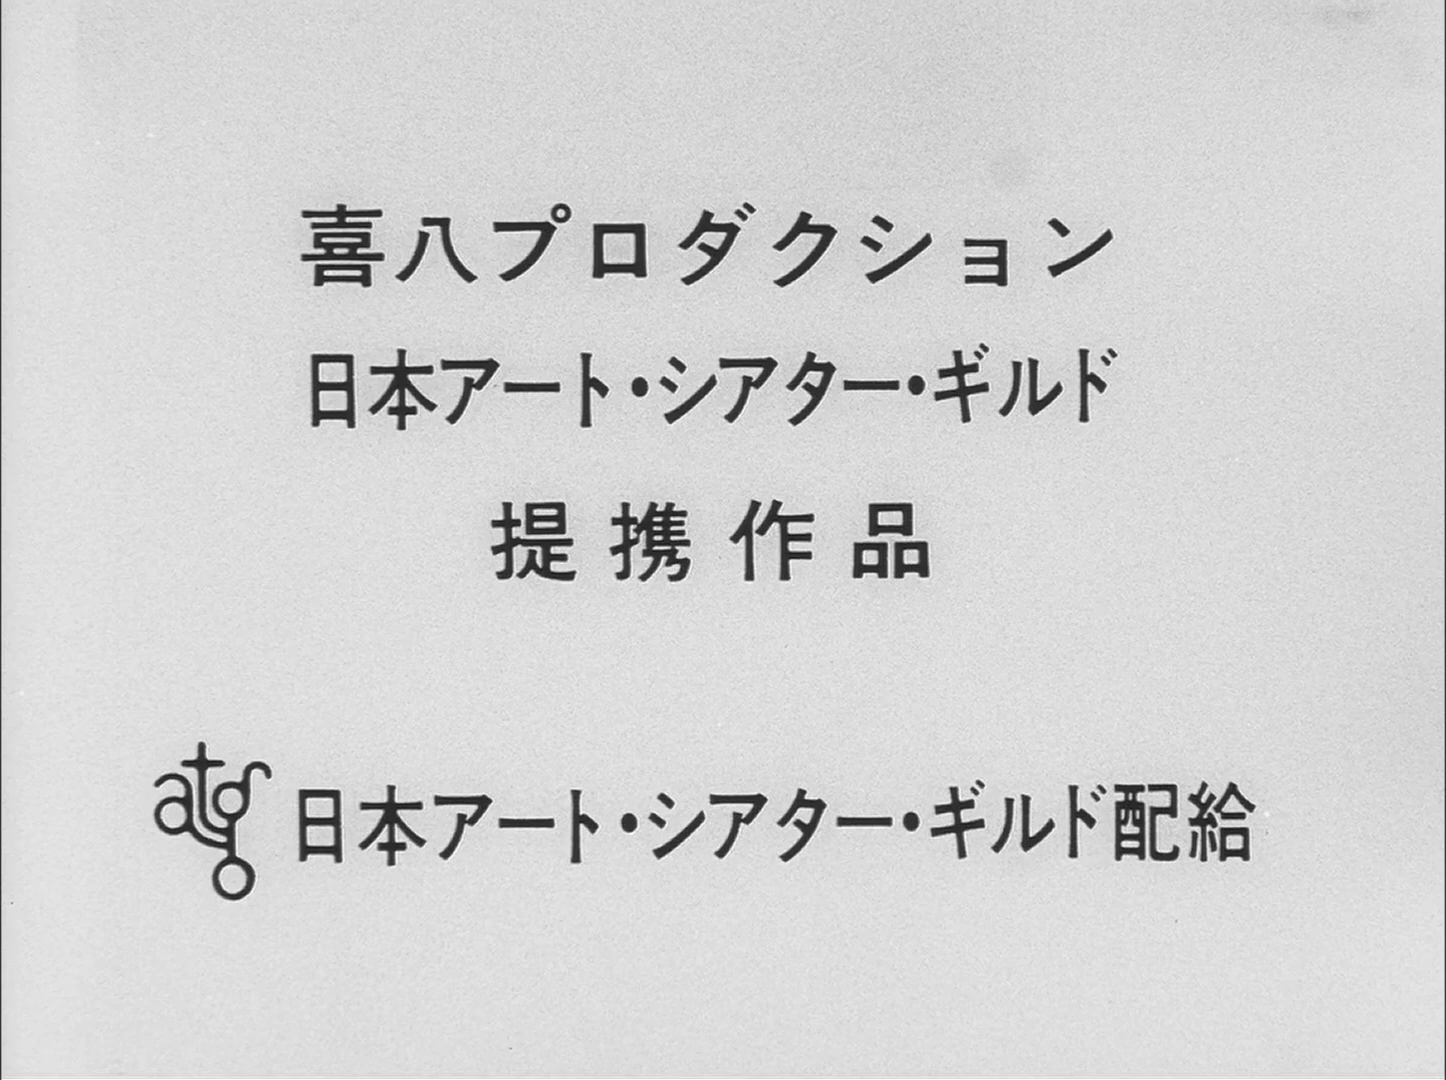 喜八プロダクション
日本アート・シアター・ギルド
提携作品
atg 日本アート・シアター・ギルド配給